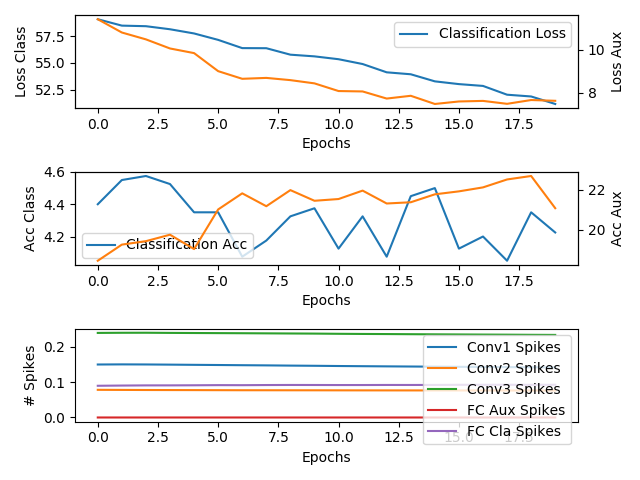 Classification Loss
57.5
55.0
52.5
10
8
Loss Class
Loss Aux
0.0 2.5 5.0 7.5 10.0 12.5 15.0 17.5
Epochs
4.6
4.4
4.2
22
20
Acc Class
Acc Aux
Classification Acc
0.0 2.5 5.0 7.5 10.0 12.5 15.0 17.5
Epochs
0.2
0.1
0.0
# Spikes
Conv1 Spikes
Conv2 Spikes
Conv3 Spikes
FC Aux Spikes
FC Cla Spikes
0.0 2.5 5.0 7.5 10.0 12.5 15.0 17.5
Epochs